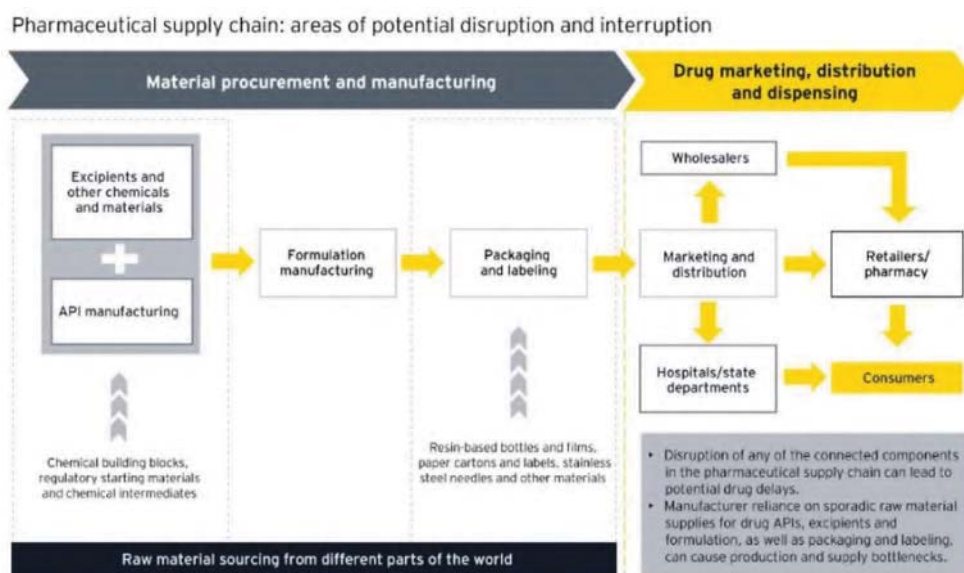 Pharmaceutical supply chain: areas of potential disruption and interruption
Material procurement and manufacturing
Drug marketing, distribution
and dispensing
Excipients and
other chemicals
and materials
API manufacturing
Formulation
manufacturing
Packaging
and labeling
Wholesalers
Marketing and
distribution
Retailers/
pharmacy
Hospitals/state
departments
Consumers
Chemical building blocks,
regulatory starting materials
and chemical intermediates
Resin-based bottles and films,
paper cartons and labels, stainless
steel needles and other materials
Raw material sourcing from different parts of the world
‣ Disruption of any of the connected components
in the pharmaceutical supply chain can lead to
potential drug delays.
‣ Manufacturer reliance on sporadic raw material
supplies for drug APIs, excipients and
formulation, as well as packaging and labeling,
can cause production and supply bottlenecks.